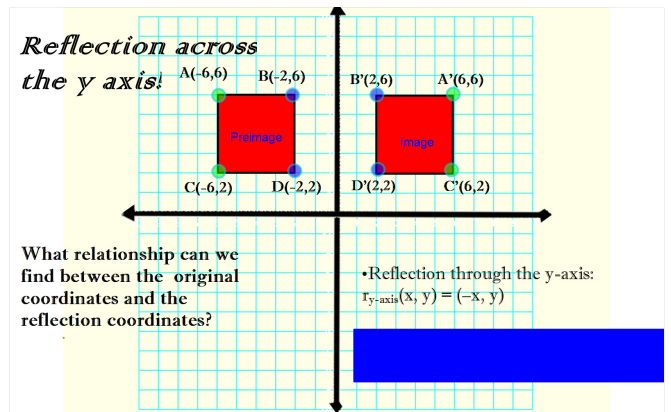 Reflection across
the y axis!
A(-6,6)
B(-2,6)
B'(2,6)
A'(6,6)
Preimage
Image
C(-6,2)
D(-2,2)
D'(2,2)
C'(6,2)
What relationship can we
find between the original
coordinates and the
reflection coordinates?
•Reflection through the y-axis:
r y-axis(x, y) = (−x, y)